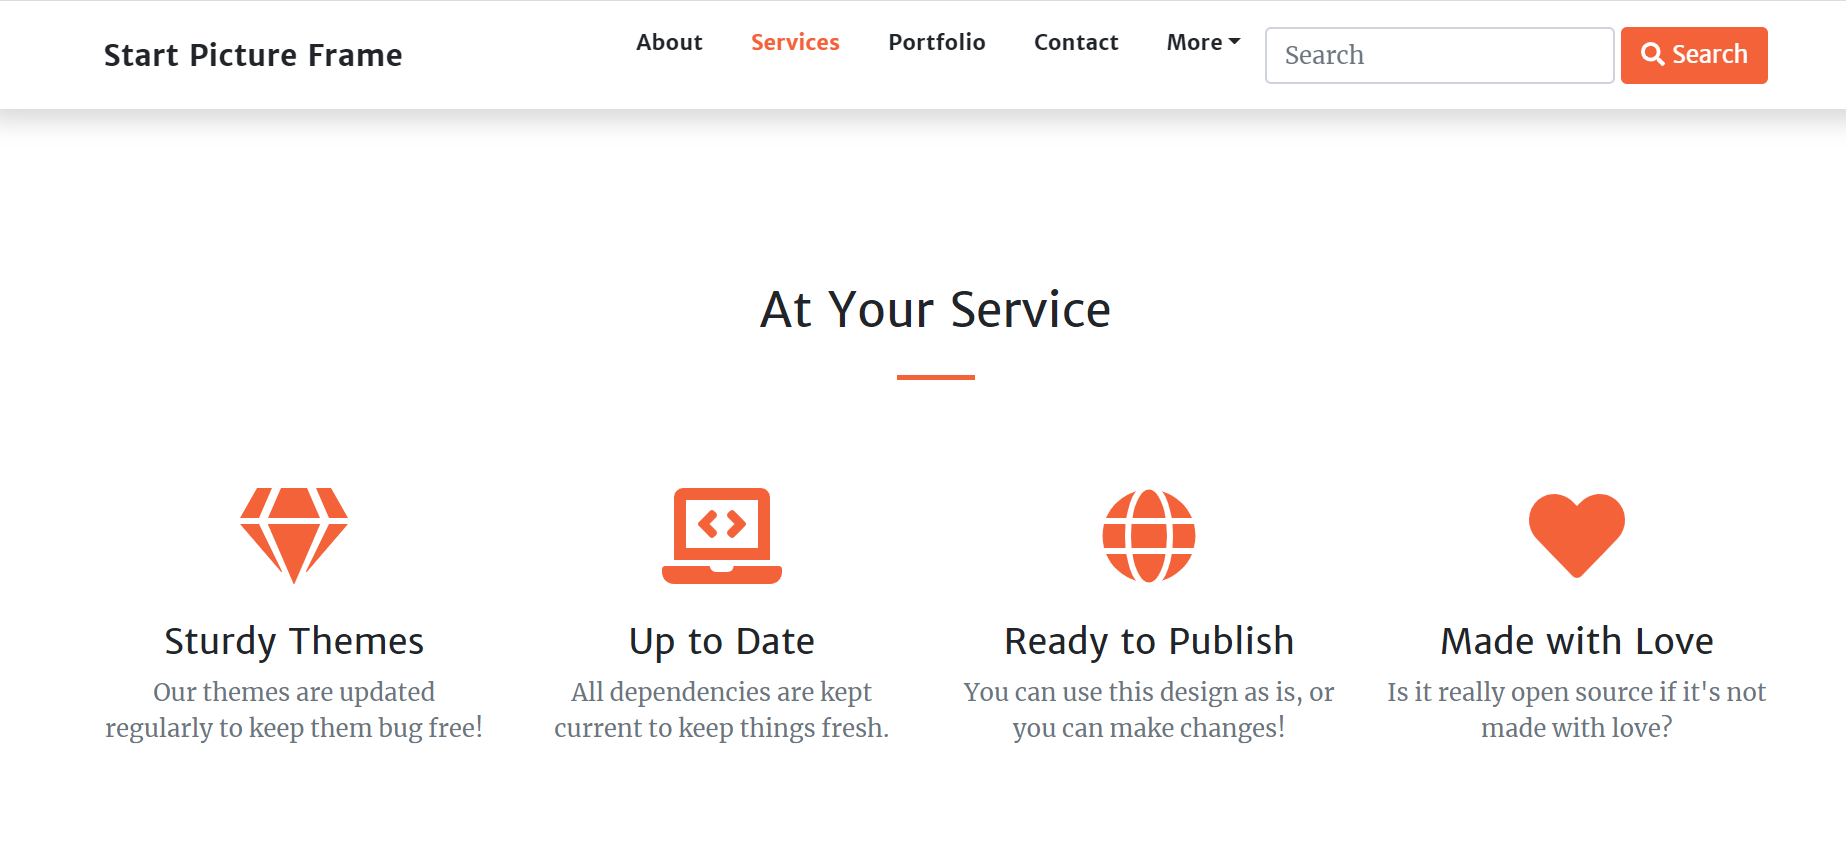 Start Picture Frame
About
Services
Portfolio
Contact
More
Search
Search
At Your Service
Sturdy Themes
Our themes are updated
regularly to keep them bug free!
Up to Date
All dependencies are kept
current to keep things fresh.
Ready to Publish
You can use this design as is, or
you can make changes!
Made with Love
Is it really open source if it's not
made with love?